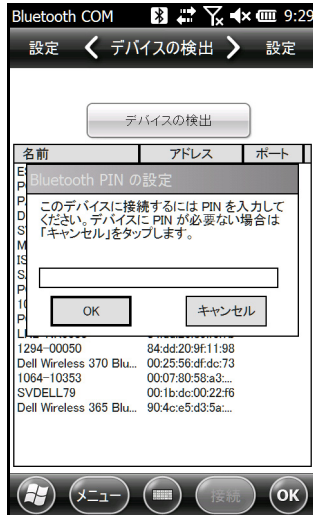 Bluetooth COM 9:29
設定 デバイスの検出 設定
デバイスの検出
名前 アドレス ポート
Bluetooth PIN の設定
このデバイスに接続するには PIN を入力して
ください。デバイスに PIN が必要ない場合は
「キャンセル」をタップします。
OK キャンセル
1294-00050 84:dd:20:9f:11:98
Dell Wireless 370 Blu... 00:25:56:df:dc:73
1064-10353 00:07:80:58:a3:...
SVDELL79 00:1b:dc:00:22:f6
Dell Wireless 365 Blu... 90:4c:e5:d3:5a:...
メニュー 接続 OK